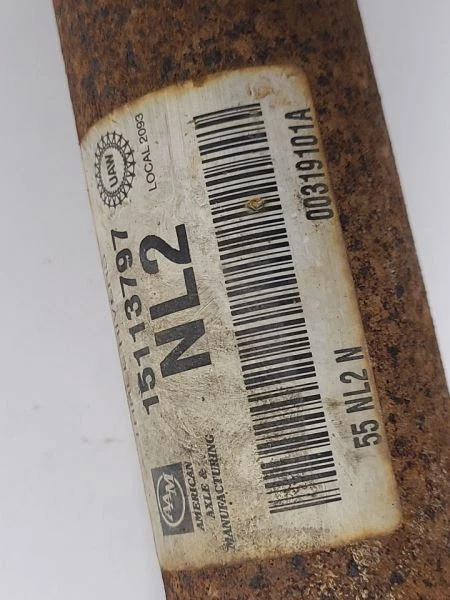 UAW
LOCAL 2093
15113797
NL2
AAM
AMERICAN
AXLE &
MANUFACTURING
00319101A
55 NL2 N